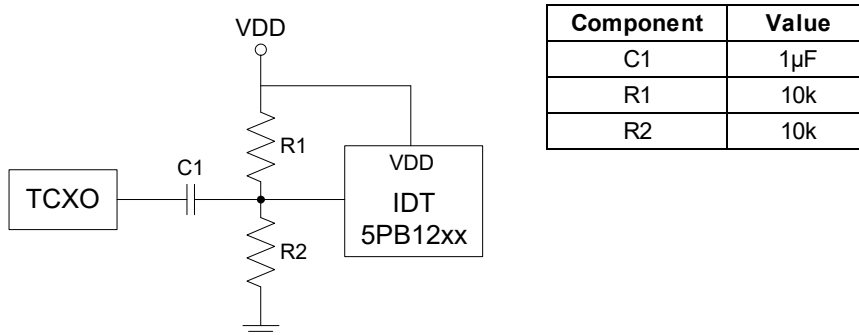 VDD
R1
C1
TCXO
VDD
IDT
5PB12xx
R2
Component Value
C1 1µF
R1 10k
R2 10k